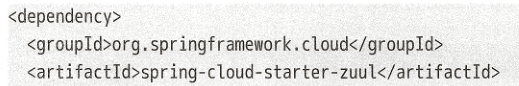 <dependency>
<groupId>org.springframework.cloud</groupId>
<artifactId>spring-cloud-starter-zuul</artifactId>